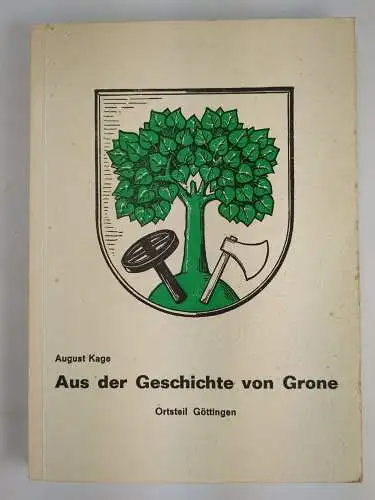 August Kage
Aus der Geschichte von Grone
Ortsteil Göttingen